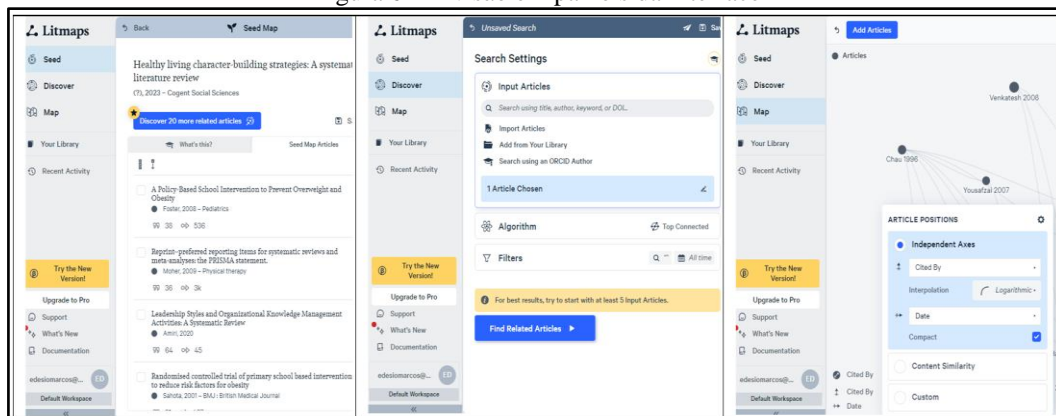 Litmaps
Seed
Discover
Map
Your Library
Recent Activity
Try the New
Version!
Upgrade to Pro
Support
What's New
Documentation
edesiomarcos@...
ED
Default Workspace
Back
Seed Map
Healthy living character-building strategies: A systemat
literature review
(?), 2023 – Cogent Social Sciences
Discover 20 more related articles
S
What's this?
Seed Map Articles
A Policy-Based School Intervention to Prevent Overweight and
Obesity
Foster, 2008 – Pediatrics
38 536
Reprint–preferred reporting items for systematic reviews and
meta-analyses: the PRISMA statement.
Moher, 2009 – Physical therapy
36 3k
Leadership Styles and Organizational Knowledge Management
Activities: A Systematic Review
Amiri, 2020
64 45
Randomised controlled trial of primary school based intervention
to reduce risk factors for obesity
Sahota, 2001 – BMJ : British Medical Journal
Litmaps
Seed
Discover
Map
Your Library
Recent Activity
Try the New
Version!
Upgrade to Pro
Support
What's New
Documentation
edesiomarcos@...
ED
Default Workspace
Unsaved Search
Sav
Search Settings
Input Articles
Search using title, author, keyword, or DOI..
Import Articles
Add from Your Library
Search using an ORCID Author
1 Article Chosen
Algorithm
Top Connected
Filters
All time
For best results, try to start with at least 5 Input Articles.
Find Related Articles
Litmaps
Seed
Discover
Map
Your Library
Recent Activity
Try the New
Version!
Upgrade to Pro
Support
What's New
Documentation
edesiomarcos@...
ED
Default Workspace
Add Articles
Articles
Venkatesh 2008
Chau 1996
Yousafzai 2007
ARTICLE POSITIONS
Independent Axes
Cited By
Interpolation Logarithmic
Date
Compact
Content Similarity
Custom
Cited By
Cited By
Date